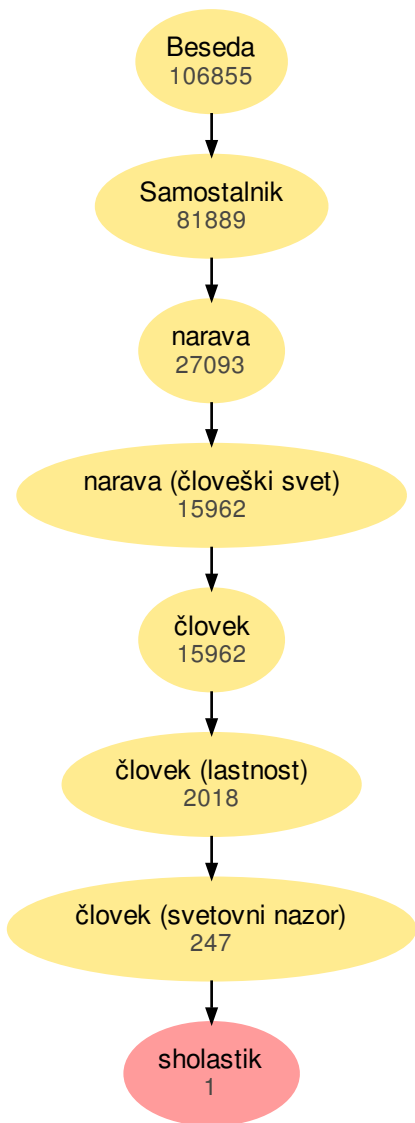 Beseda
106855
Samostalnik
81889
narava
27093
narava (človeški svet)
15962
človek
15962
človek (lastnost)
2018
človek (svetovni nazor)
247
sholastik
1